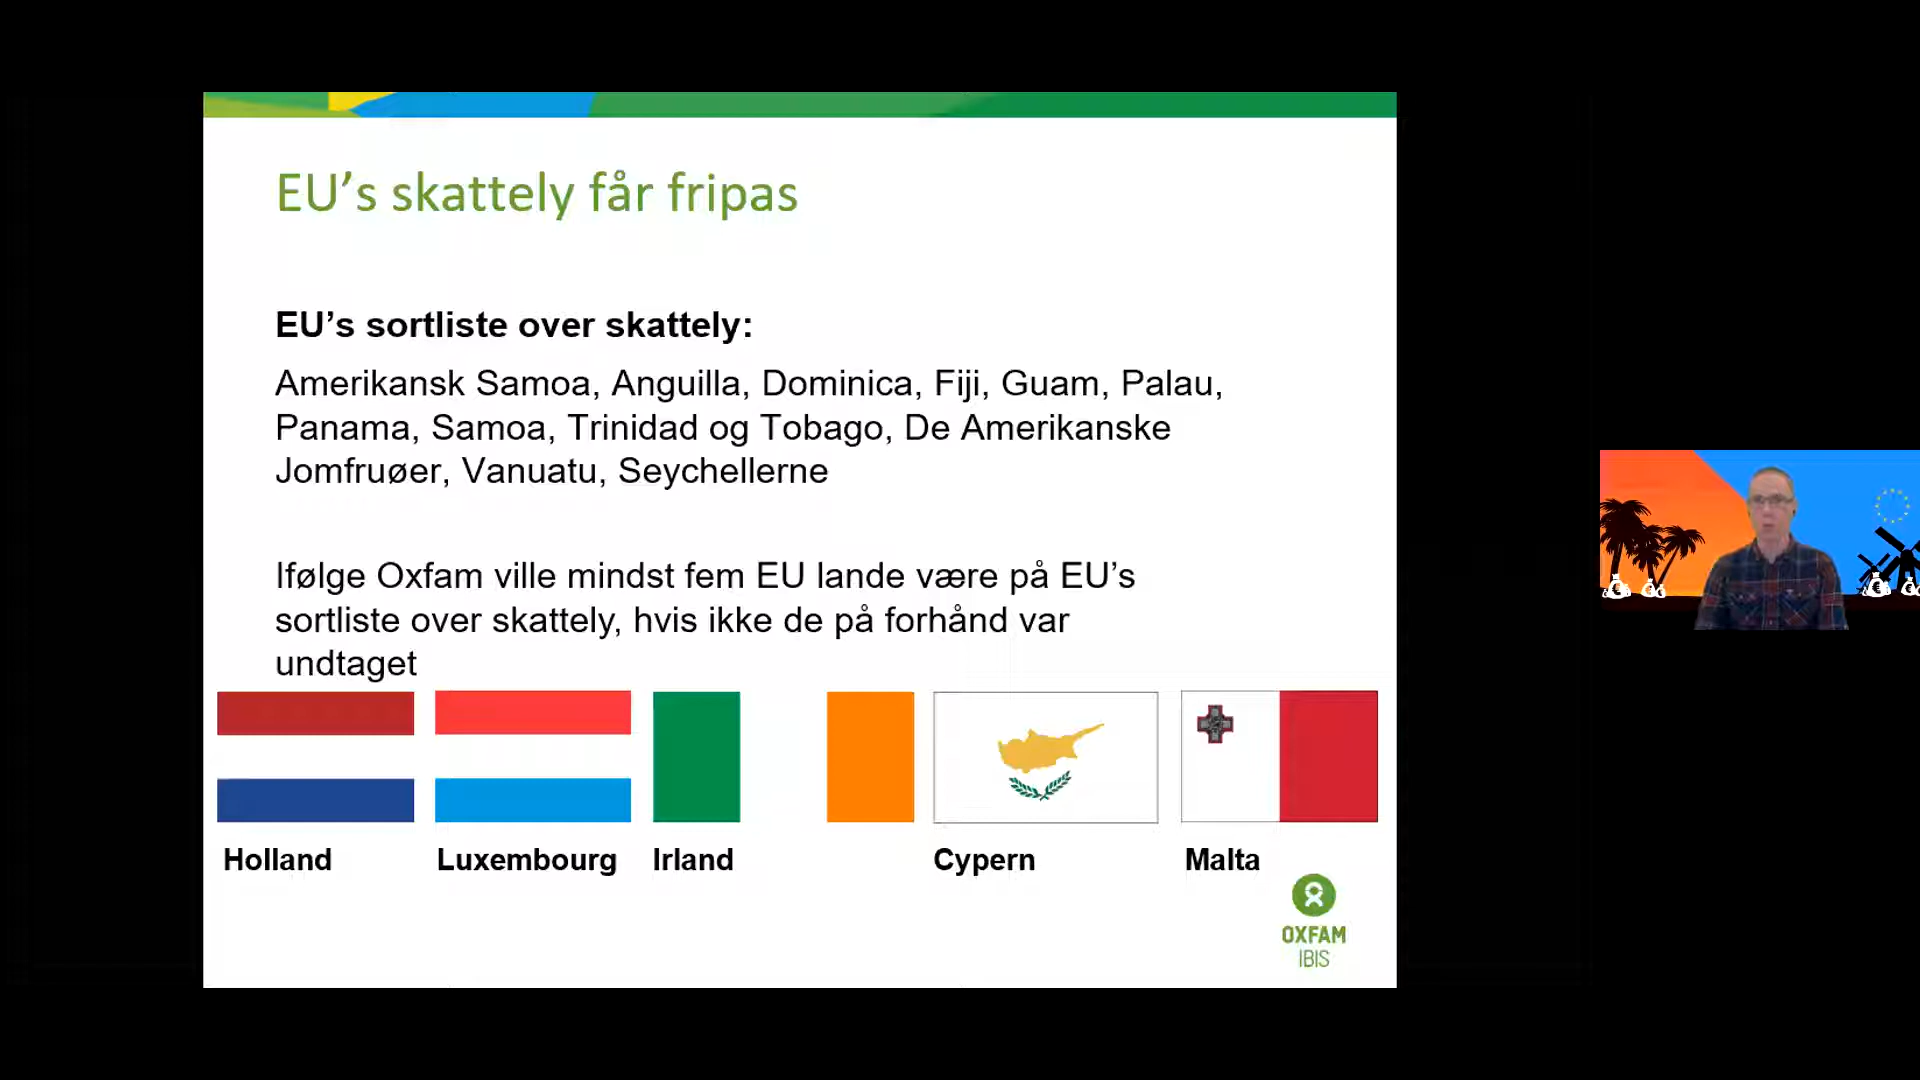 EU’s skattely får fripas
EU’s sortliste over skattely:
Amerikansk Samoa, Anguilla, Dominica, Fiji, Guam, Palau,
Panama, Samoa, Trinidad og Tobago, De Amerikanske
Jomfruøer, Vanuatu, Seychellerne
Ifølge Oxfam ville mindst fem EU lande være på EU’s
sortliste over skattely, hvis ikke de på forhånd var
undtaget
Holland
Luxembourg
Irland
Cypern
Malta
OXFAM
IBIS